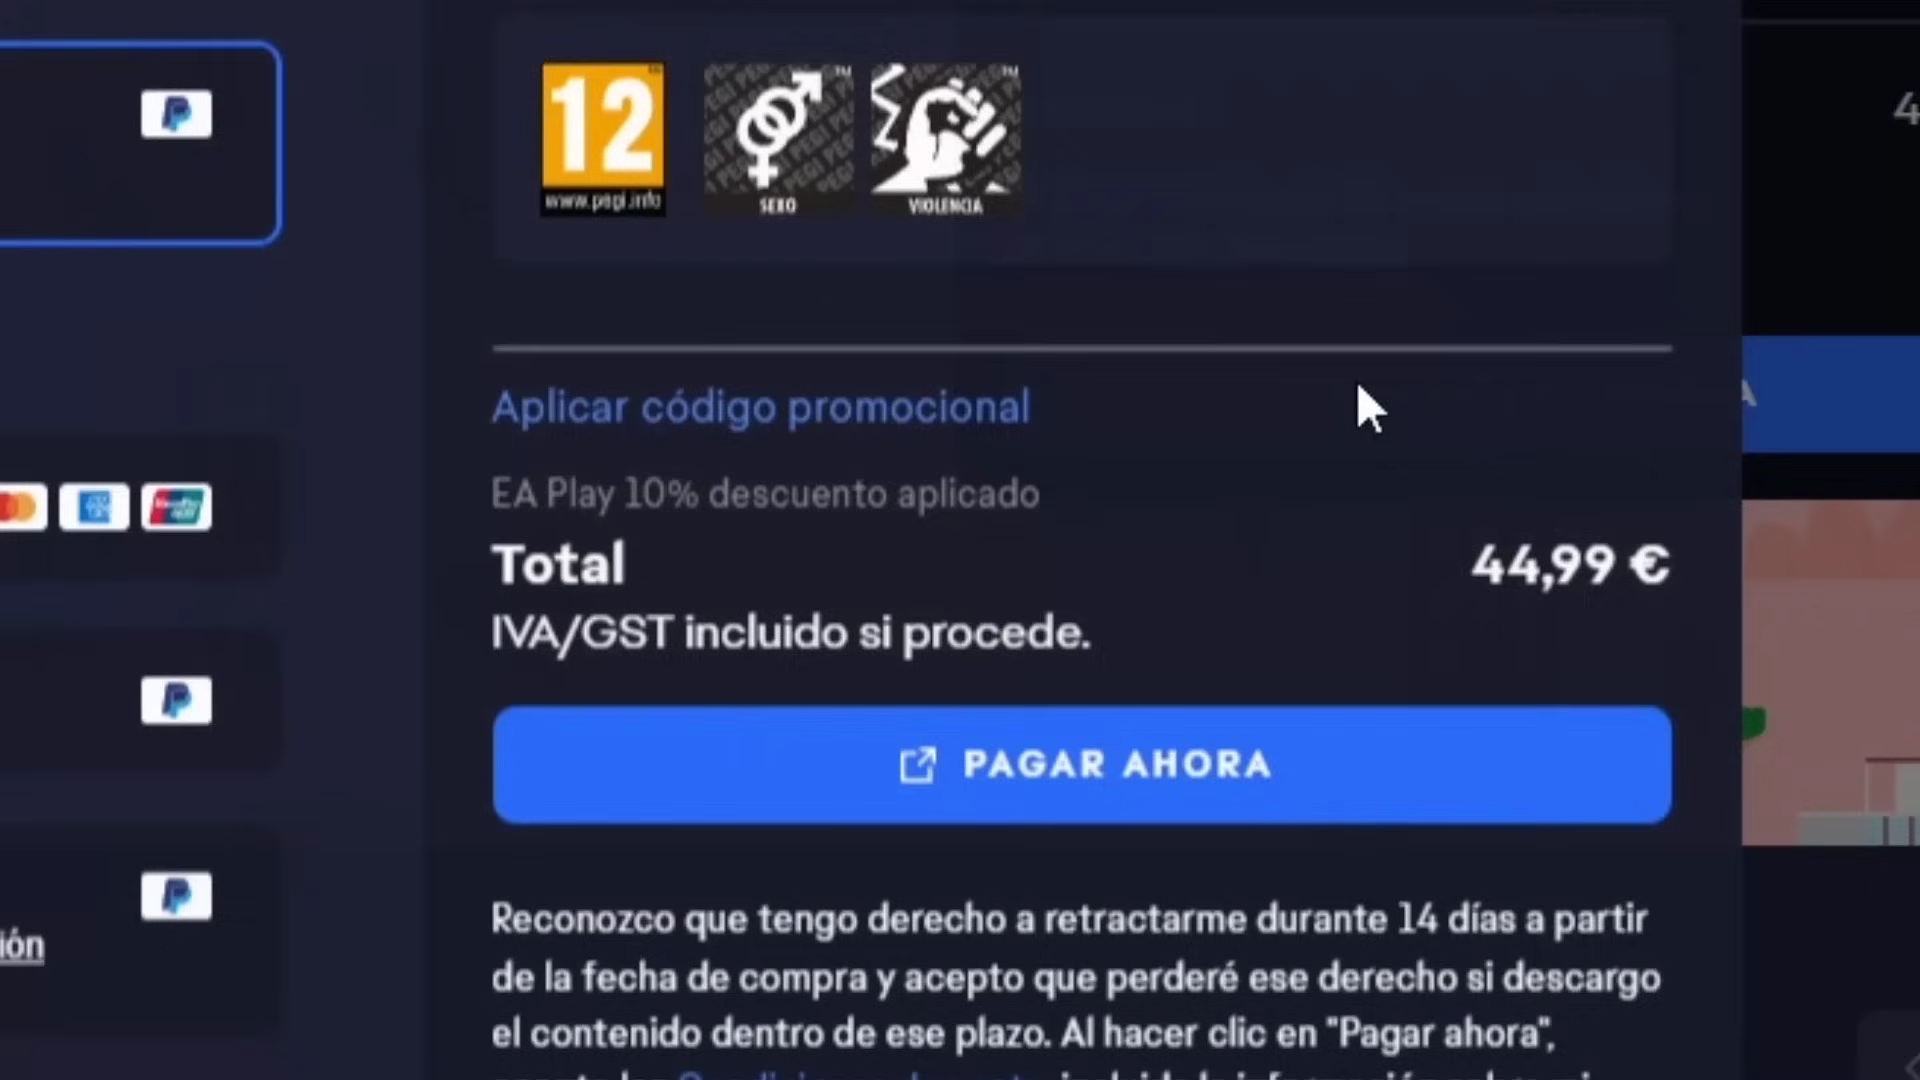 12
www.pegi.info
SEXO
VIOLENCIA
Aplicar código promocional
EA Play 10% descuento aplicado
Total
44,99 €
IVA/GST incluido si procede.
PAGAR AHORA
Reconozco que tengo derecho a retractarme durante 14 días a partir
de la fecha de compra y acepto que perderé ese derecho si descargo
el contenido dentro de ese plazo. Al hacer clic en "Pagar ahora",
ión
4
A